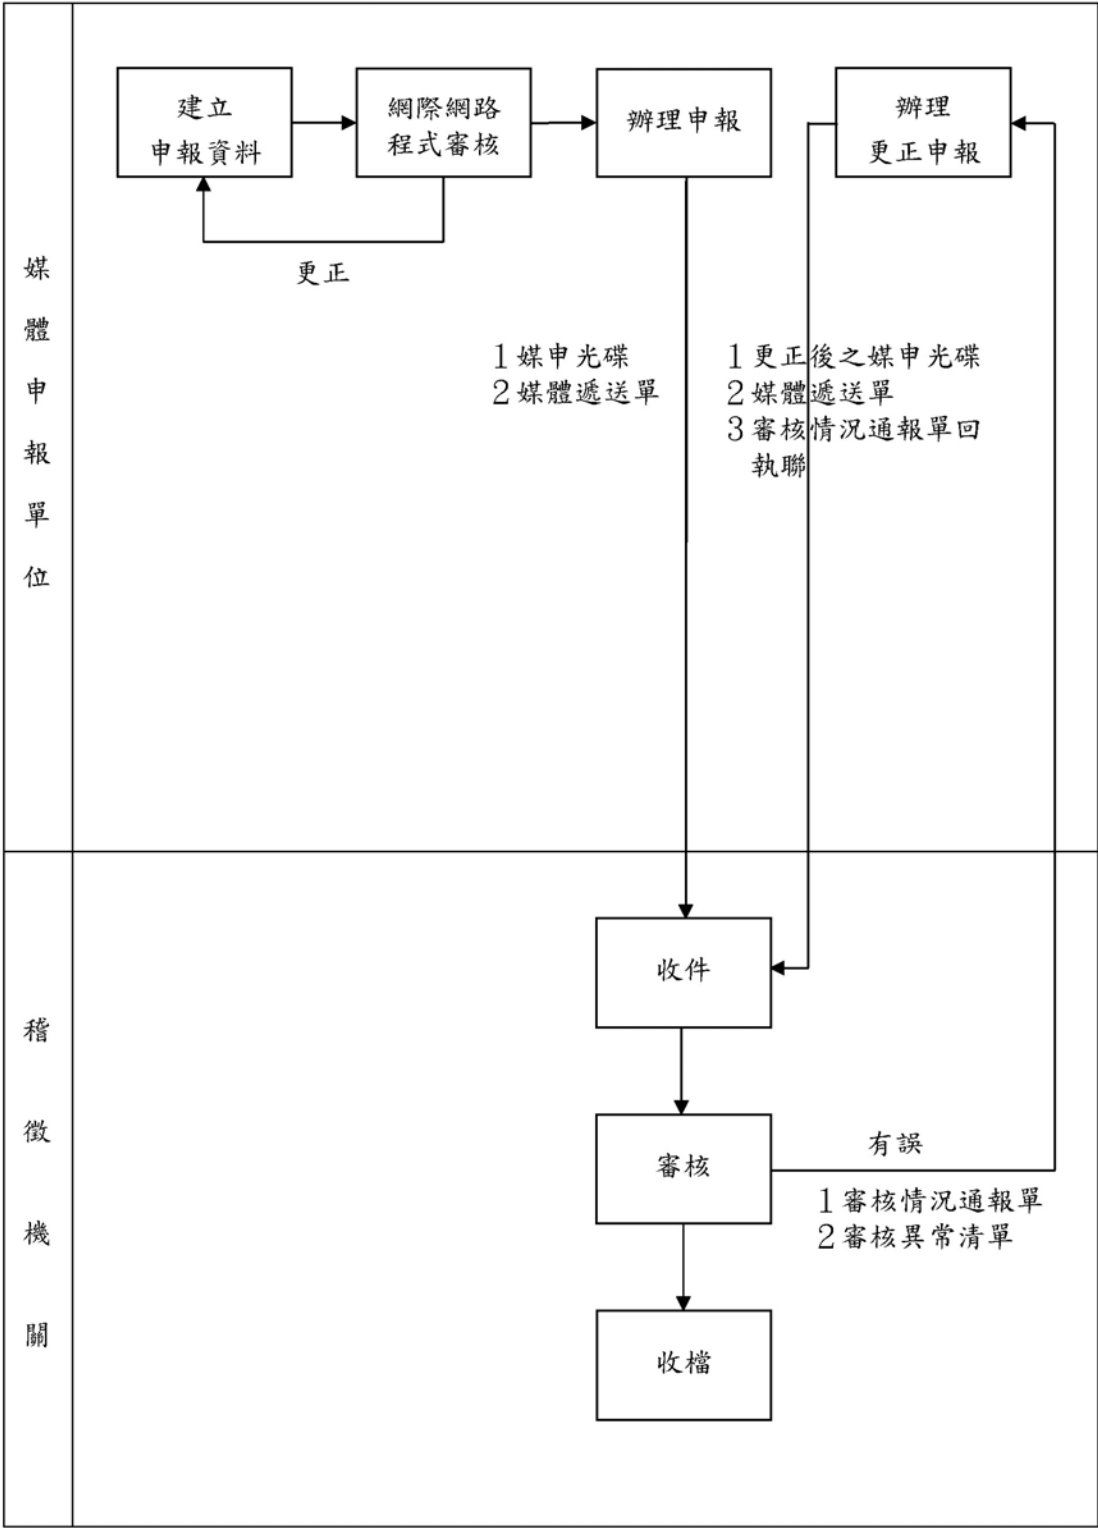 媒體申報單位
建立
申報資料
網際網路
程式審核
辦理申報
辦理
更正申報
更正
1媒申光碟
2媒體遞送單
1更正後之媒申光碟
2媒體遞送單
3審核情況通報單回
執聯
稽徵機關
收件
審核
有誤
1審核情況通報單
2審核異常清單
收檔